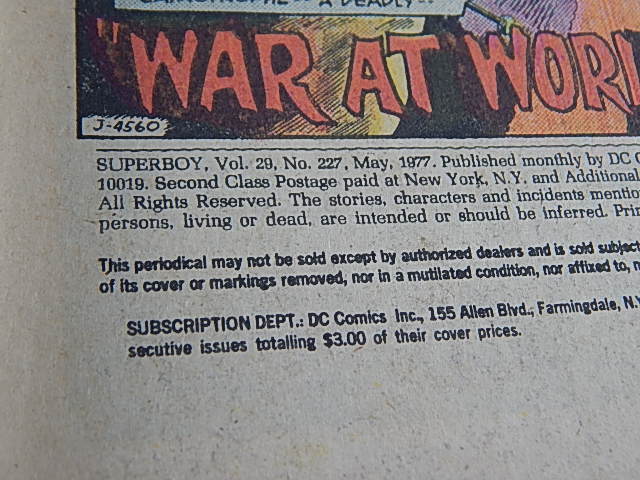 CATASTROPHE -- A DEADLY--
"WAR AT WORL
J-4560
SUPERBOY, Vol. 29, No. 227, May, 1977. Published monthly by DC C
10019. Second Class Postage paid at New York, N.Y. and Additional
All Rights Reserved. The stories, characters and incidents mentio
persons, living or dead, are intended or should be inferred. Prin
This periodical may not be sold except by authorized dealers and is sold subject
of its cover or markings removed, nor in a mutilated condition, nor affixed to, n
SUBSCRIPTION DEPT.: DC Comics Inc., 155 Allen Blvd., Farmingdale, N.Y
secutive issues totalling $3.00 of their cover prices.